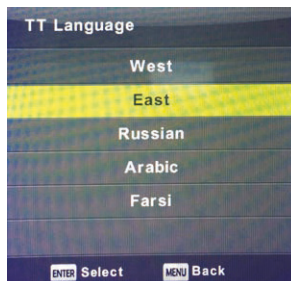 TT Language
West
East
Russian
Arabic
Farsi
ENTER Select MENU Back